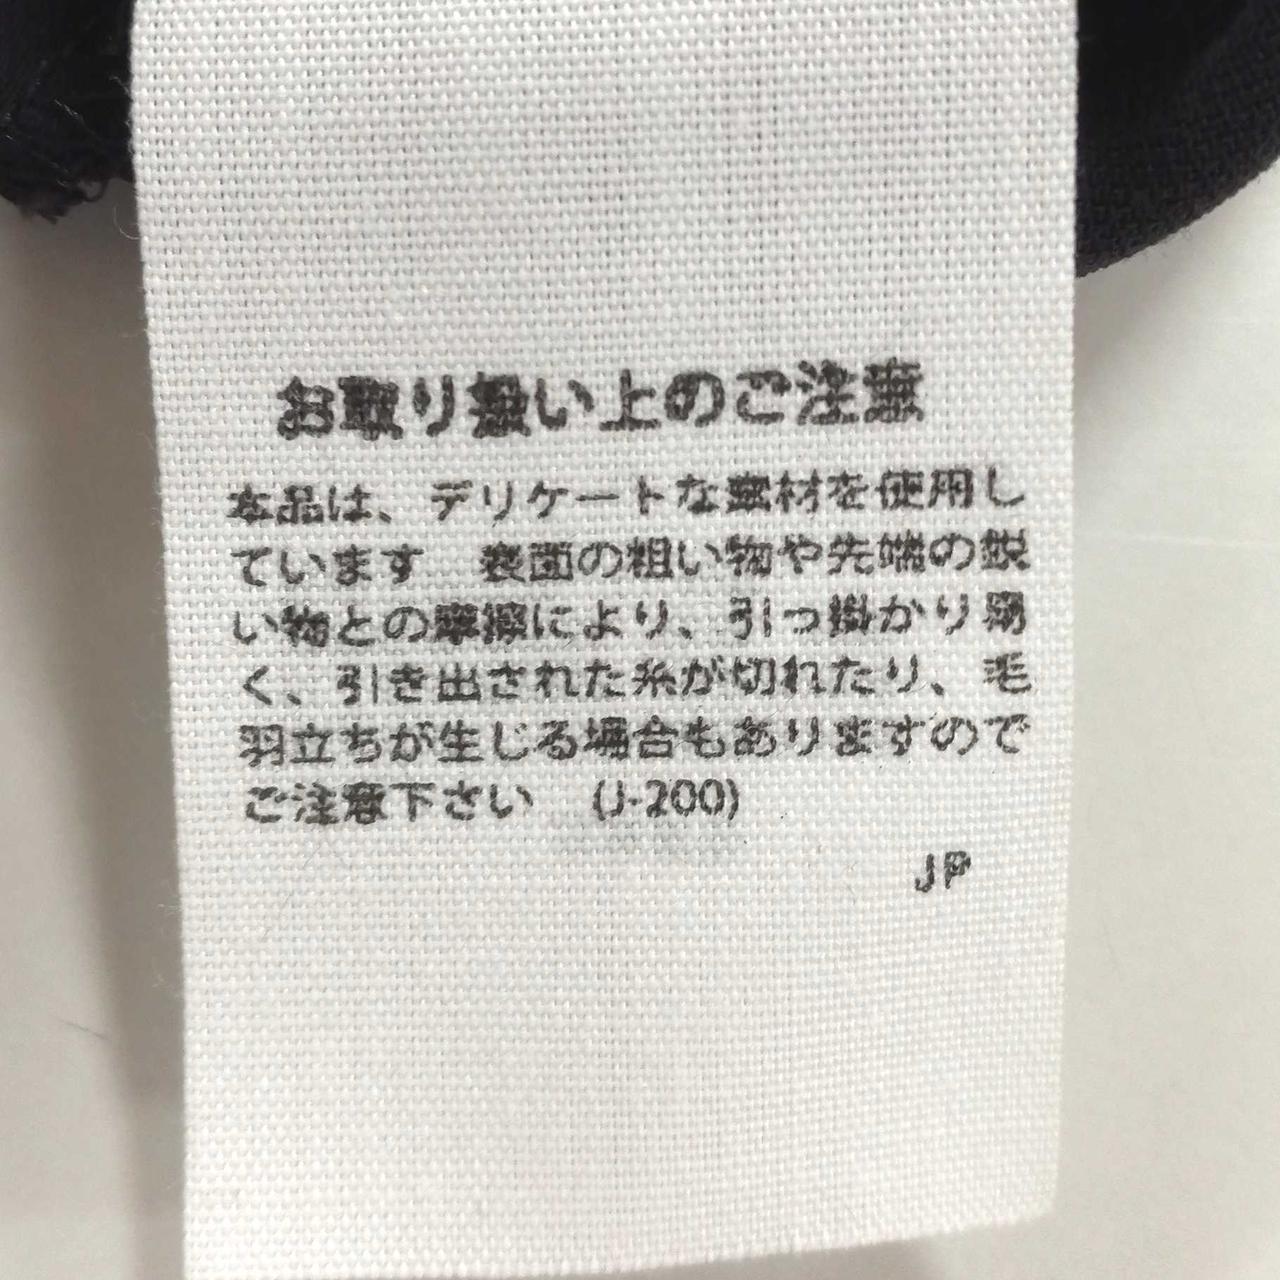 お取り扱い上のご注意
本品は、デリケートな素材を使用し
ています　表面の粗い物や先端の鋭
い物との摩擦により、引っ掛かり易
く、引き出された糸が切れたり、毛
羽立ちが生じる場合もありますので
ご注意下さい　(J-200)
JP